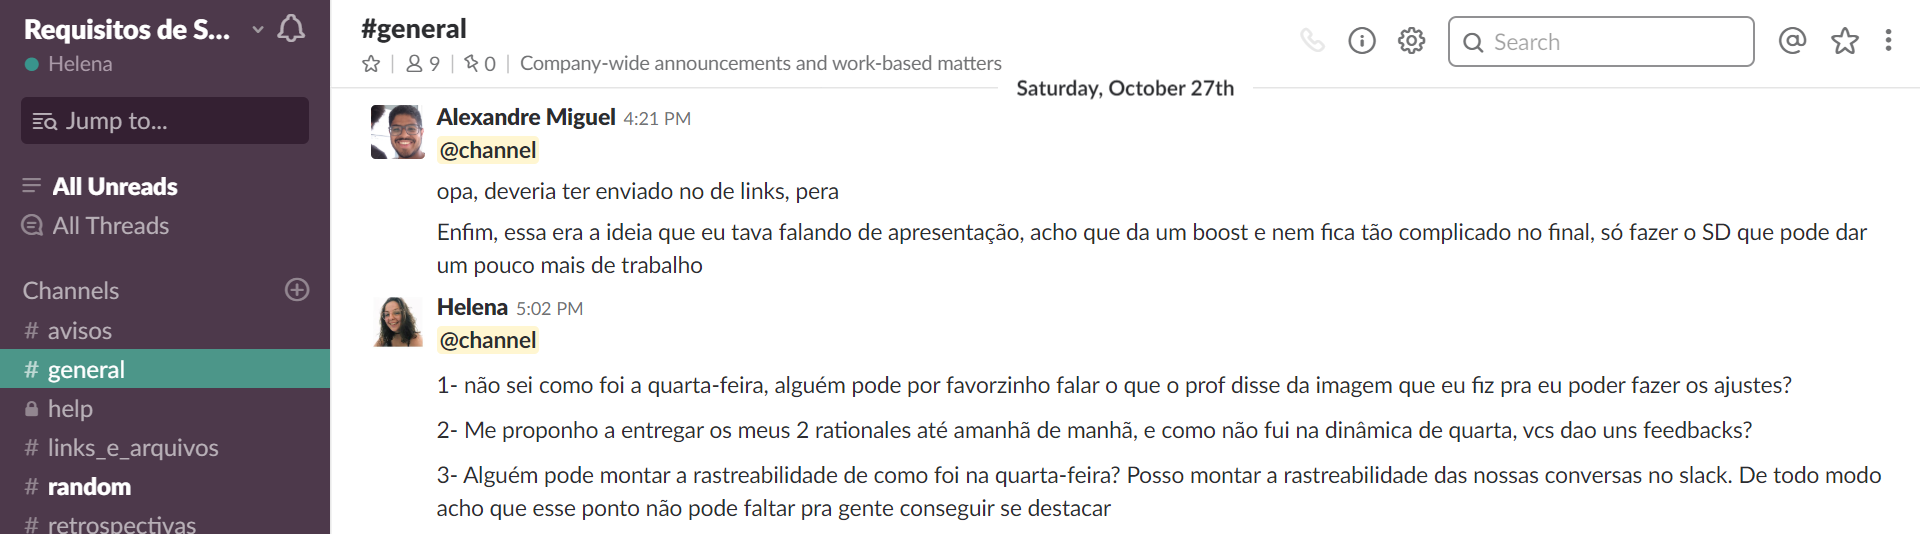 Requisitos de S...
Helena
Jump to...
All Unreads
All Threads
Channels
# avisos
# general
help
# links_e_arquivos
# random
# retrospectivas
#general
9
0
Company-wide announcements and work-based matters
Search
Saturday, October 27th
Alexandre Miguel 4:21 PM
@channel
opa, deveria ter enviado no de links, pera
Enfim, essa era a ideia que eu tava falando de apresentação, acho que da um boost e nem fica tão complicado no final, só fazer o SD que pode dar
um pouco mais de trabalho
Helena 5:02 PM
@channel
1- não sei como foi a quarta-feira, alguém pode por favorzinho falar o que o prof disse da imagem que eu fiz pra eu poder fazer os ajustes?
2- Me proponho a entregar os meus 2 rationales até amanhã de manhã, e como não fui na dinâmica de quarta, vcs dao uns feedbacks?
3- Alguém pode montar a rastreabilidade de como foi na quarta-feira? Posso montar a rastreabilidade das nossas conversas no slack. De todo modo
acho que esse ponto não pode faltar pra gente conseguir se destacar